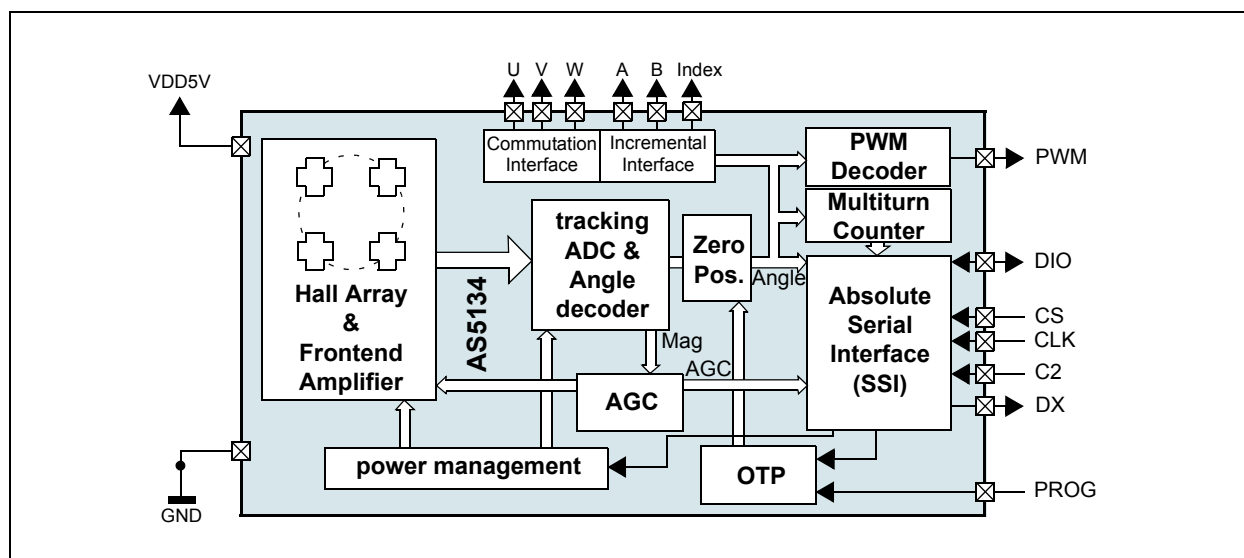 U V W A B Index
VDD5V
Commutation
Interface
Incremental
Interface
PWM
Decoder
PWM
Multiturn
Counter
tracking
ADC &
Angle
decoder
Zero
Pos.
Angle
DIO
Hall Array
&
Frontend
Amplifier
AS5134
Absolute
Serial
Interface
(SSI)
CS
CLK
C2
DX
Mag
AGC
AGC
power management
OTP
PROG
GND